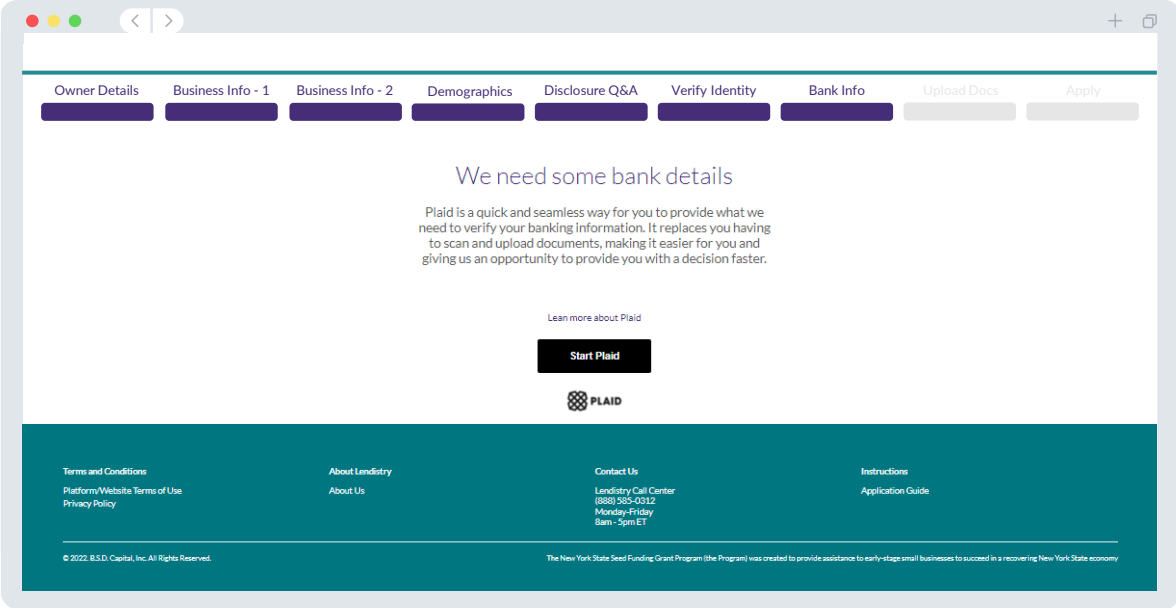 Owner Details
Business Info - 1
Business Info - 2
Demographics
Disclosure Q&A
Verify Identity
Bank Info
Upload Docs
Apply
We need some bank details
Plaid is a quick and seamless way for you to provide what we
need to verify your banking information. It replaces you having
to scan and upload documents, making it easier for you and
giving us an opportunity to provide you with a decision faster.
Lean more about Plaid
Start Plaid
PLAID
Terms and Conditions
Platform/Website Terms of Use
Privacy Policy
About Lendistry
About Us
Contact Us
Lendistry Call Center
(888) 585-0312
Monday-Friday
8am - 5pm ET
Instructions
Application Guide
© 2022. B.S.D. Capital, Inc. All Rights Reserved.
The New York State Seed Funding Grant Program (the Program) was created to provide assistance to early-stage small businesses to succeed in a recovering New York State economy